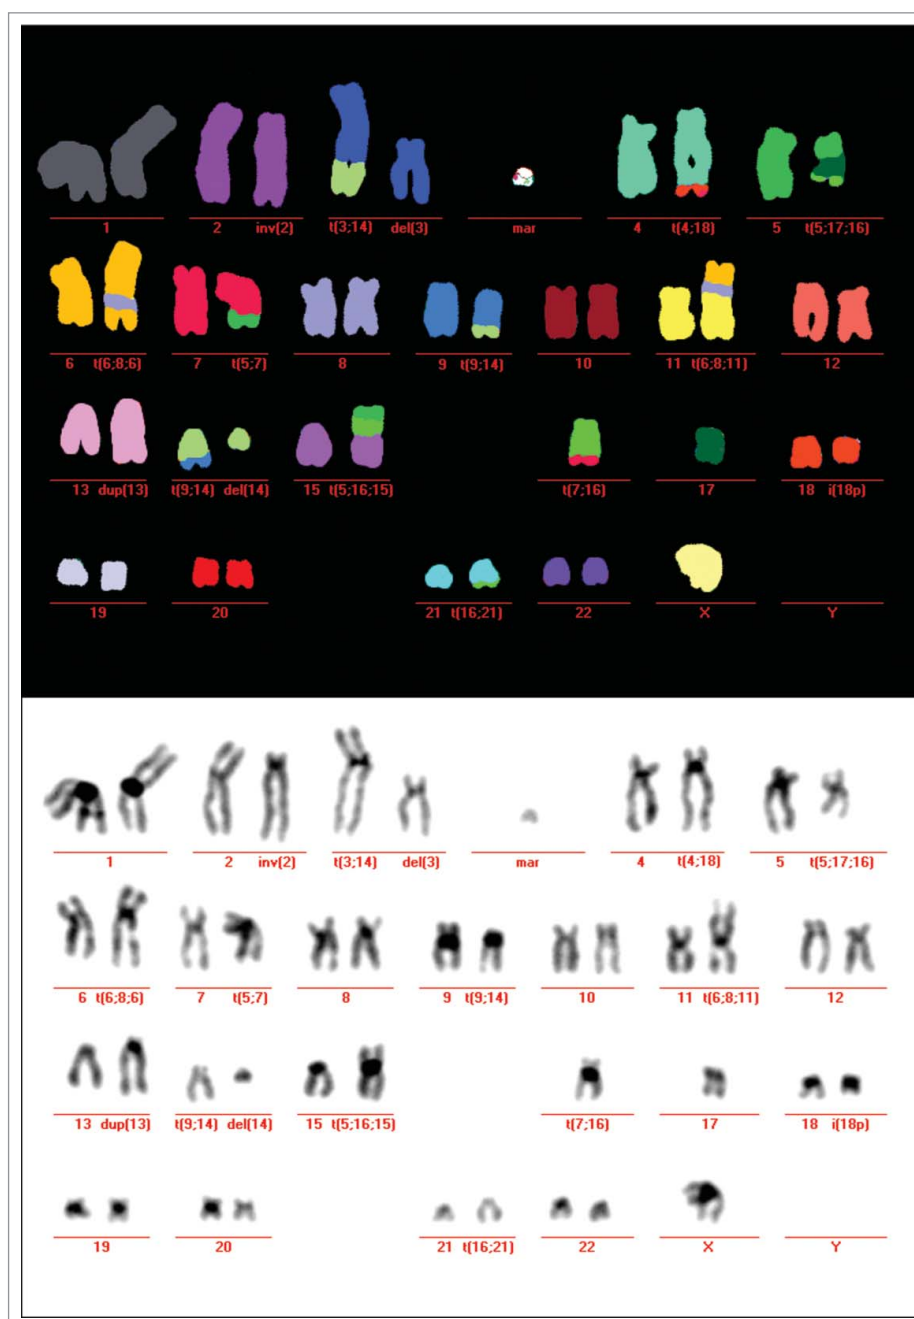 1 2 inv(2) t(3;14) del(3) mar 4 t(4;18) 5 t(5;17;16)
6 t(6;8;6) 7 t(5;7) 8 9 t(9;14) 10 11 t(6;8;11) 12
13 dup(13) t(9;14) del(14) 15 t(5;16;15) t(7;16) 17 18 i(18p)
19 20 21 t(16;21) 22 X Y
1 2 inv(2) t(3;14) del(3) mar 4 t(4;18) 5 t(5;17;16)
6 t(6;8;6) 7 t(5;7) 8 9 t(9;14) 10 11 t(6;8;11) 12
13 dup(13) t(9;14) del(14) 15 t(5;16;15) t(7;16) 17 18 i(18p)
19 20 21 t(16;21) 22 X Y